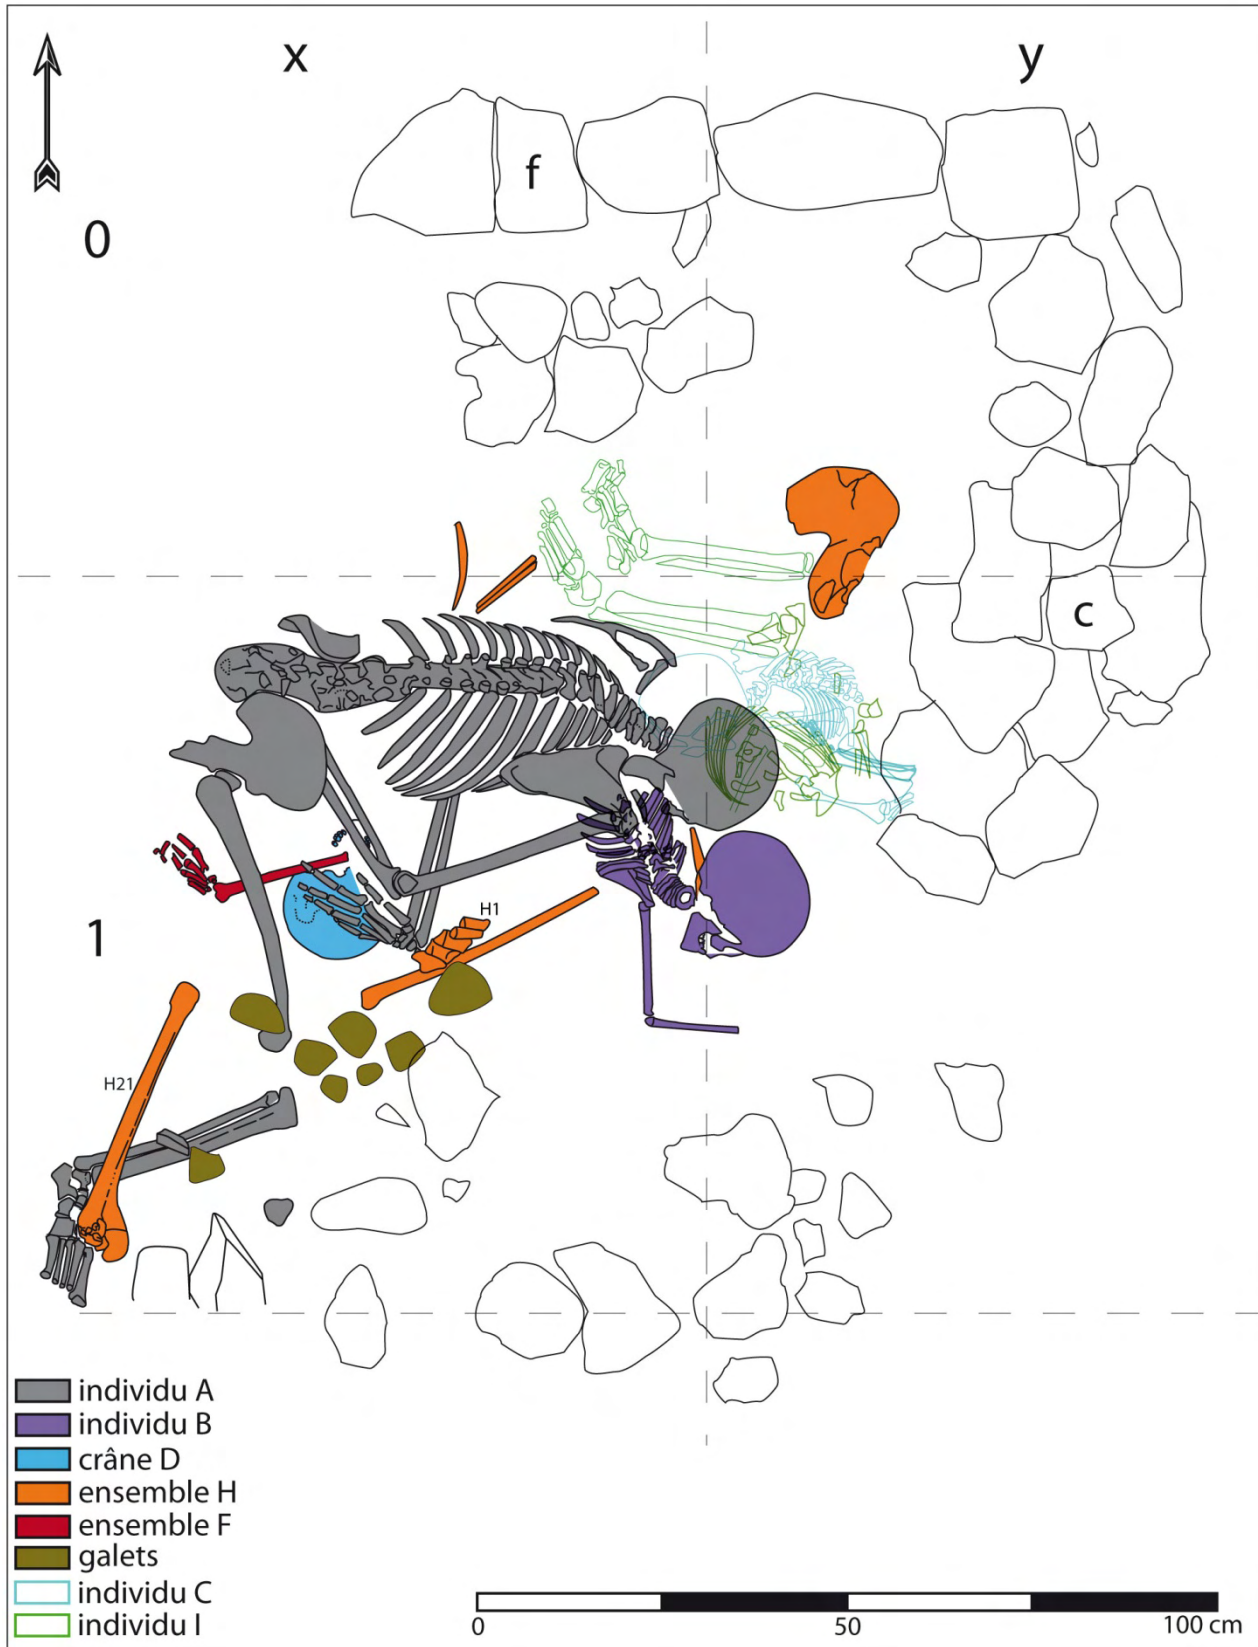 x
y
f
0
c
H1
1
H21
individu A
individu B
crâne D
ensemble H
ensemble F
galets
individu C
individu I
0 50 100 cm